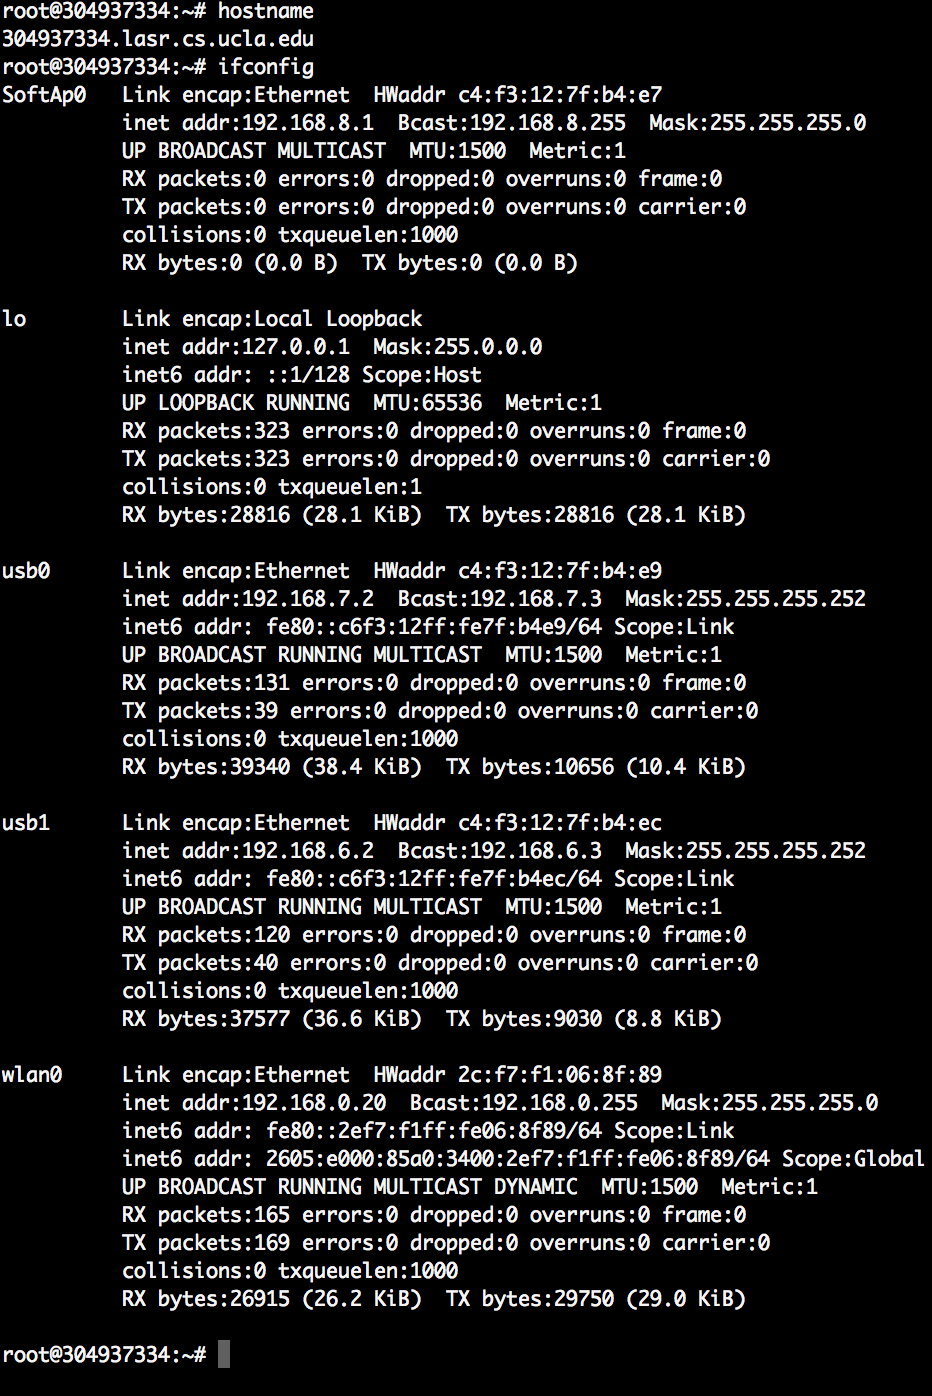 root@304937334:~# hostname
304937334.lasr.cs.ucla.edu
root@304937334:~# ifconfig
SoftAp0   Link encap:Ethernet  HWaddr c4:f3:12:7f:b4:e7
          inet addr:192.168.8.1  Bcast:192.168.8.255  Mask:255.255.255.0
          UP BROADCAST MULTICAST  MTU:1500  Metric:1
          RX packets:0 errors:0 dropped:0 overruns:0 frame:0
          TX packets:0 errors:0 dropped:0 overruns:0 carrier:0
          collisions:0 txqueuelen:1000
          RX bytes:0 (0.0 B)  TX bytes:0 (0.0 B)

lo        Link encap:Local Loopback
          inet addr:127.0.0.1  Mask:255.0.0.0
          inet6 addr: ::1/128 Scope:Host
          UP LOOPBACK RUNNING  MTU:65536  Metric:1
          RX packets:323 errors:0 dropped:0 overruns:0 frame:0
          TX packets:323 errors:0 dropped:0 overruns:0 carrier:0
          collisions:0 txqueuelen:1
          RX bytes:28816 (28.1 KiB)  TX bytes:28816 (28.1 KiB)

usb0      Link encap:Ethernet  HWaddr c4:f3:12:7f:b4:e9
          inet addr:192.168.7.2  Bcast:192.168.7.3  Mask:255.255.255.252
          inet6 addr: fe80::c6f3:12ff:fe7f:b4e9/64 Scope:Link
          UP BROADCAST RUNNING MULTICAST  MTU:1500  Metric:1
          RX packets:131 errors:0 dropped:0 overruns:0 frame:0
          TX packets:39 errors:0 dropped:0 overruns:0 carrier:0
          collisions:0 txqueuelen:1000
          RX bytes:39340 (38.4 KiB)  TX bytes:10656 (10.4 KiB)

usb1      Link encap:Ethernet  HWaddr c4:f3:12:7f:b4:ec
          inet addr:192.168.6.2  Bcast:192.168.6.3  Mask:255.255.255.252
          inet6 addr: fe80::c6f3:12ff:fe7f:b4ec/64 Scope:Link
          UP BROADCAST RUNNING MULTICAST  MTU:1500  Metric:1
          RX packets:120 errors:0 dropped:0 overruns:0 frame:0
          TX packets:40 errors:0 dropped:0 overruns:0 carrier:0
          collisions:0 txqueuelen:1000
          RX bytes:37577 (36.6 KiB)  TX bytes:9030 (8.8 KiB)

wlan0     Link encap:Ethernet  HWaddr 2c:f7:f1:06:8f:89
          inet addr:192.168.0.20  Bcast:192.168.0.255  Mask:255.255.255.0
          inet6 addr: fe80::2ef7:f1ff:fe06:8f89/64 Scope:Link
          inet6 addr: 2605:e000:85a0:3400:2ef7:f1ff:fe06:8f89/64 Scope:Global
          UP BROADCAST RUNNING MULTICAST DYNAMIC  MTU:1500  Metric:1
          RX packets:165 errors:0 dropped:0 overruns:0 frame:0
          TX packets:169 errors:0 dropped:0 overruns:0 carrier:0
          collisions:0 txqueuelen:1000
          RX bytes:26915 (26.2 KiB)  TX bytes:29750 (29.0 KiB)

root@304937334:~#